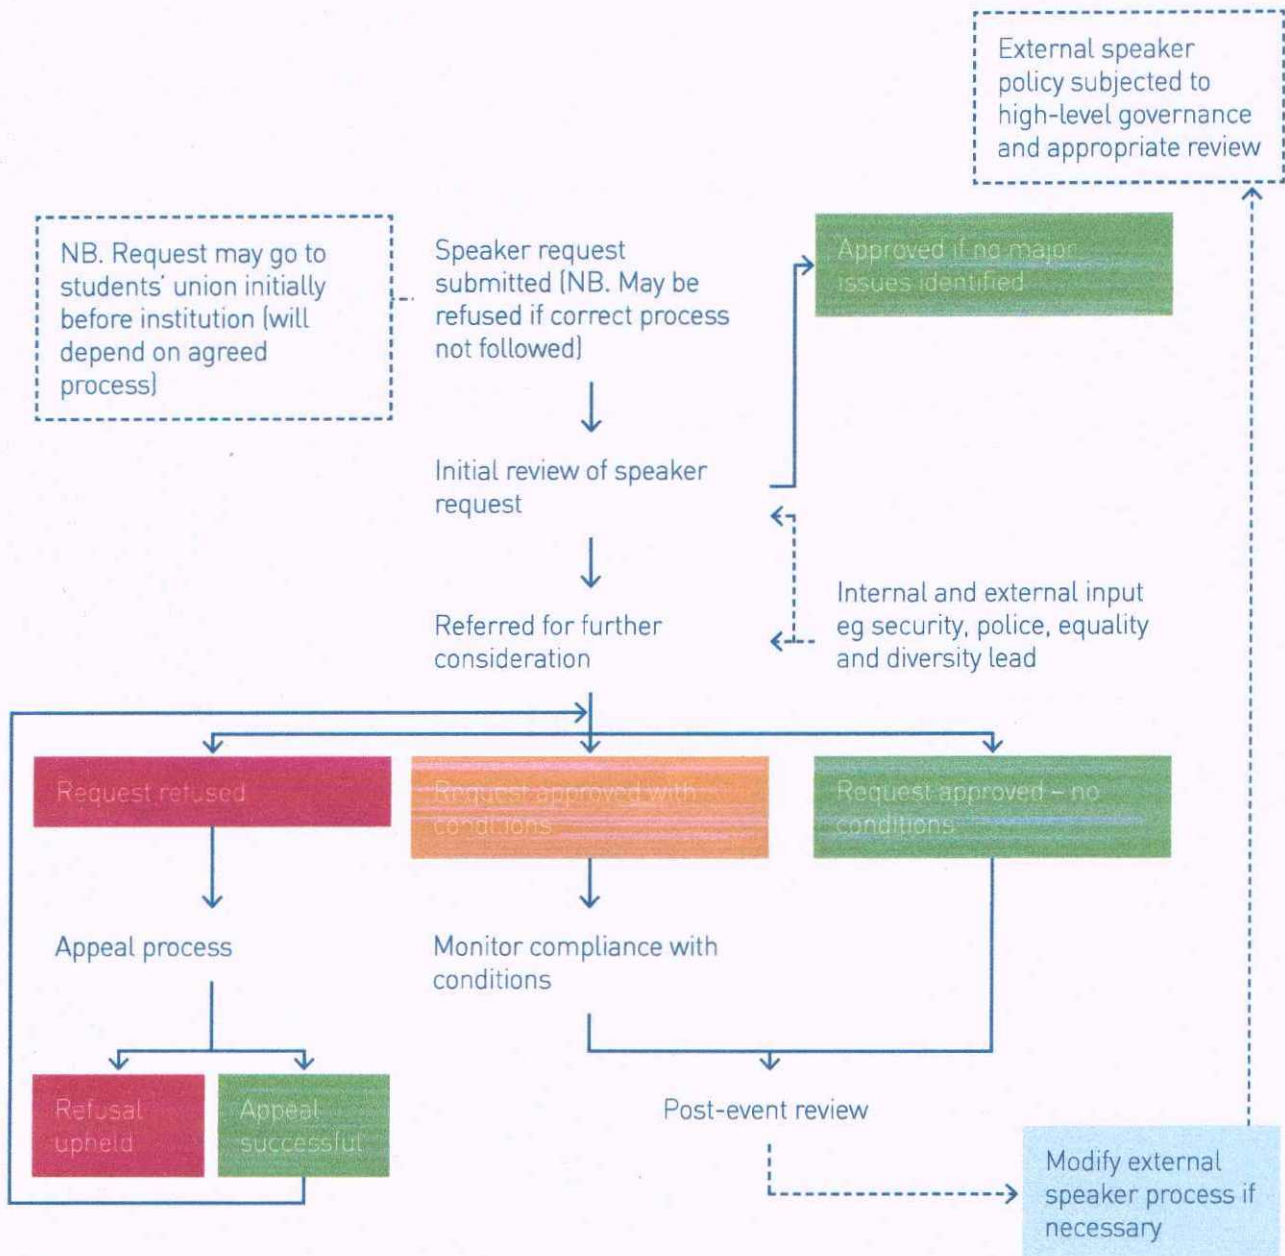 External speaker
policy subjected to
high-level governance
and appropriate review
NB. Request may go to
students' union initially
before institution (will
depend on agreed
process)
Speaker request
submitted (NB. May be
refused if correct process
not followed)
Approved if no major
issues identified
Initial review of speaker
request
Internal and external input
eg security, police, equality
and diversity lead
Referred for further
consideration
Request refused
Request approved with
conditions
Request approved – no
conditions
Appeal process
Monitor compliance with
conditions
Refusal
upheld
Appeal
successful
Post-event review
Modify external
speaker process if
necessary